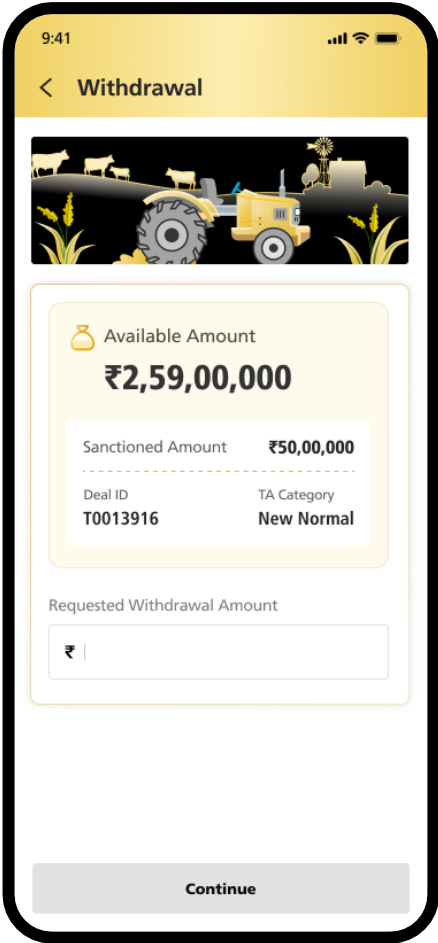 9:41
Withdrawal
Available Amount
₹2,59,00,000
Sanctioned Amount ₹50,00,000
Deal ID TA Category
T0013916 New Normal
Requested Withdrawal Amount
₹
Continue